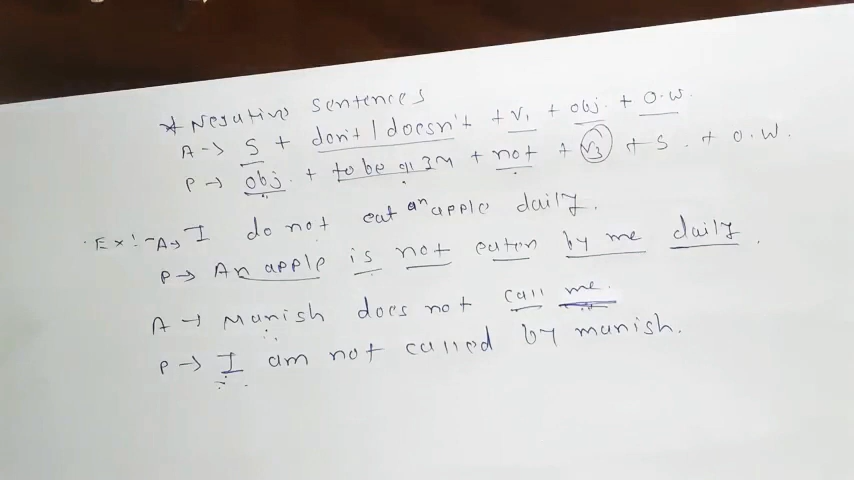 * Negative sentences
A → S + don't / doesn't + V1 + obj. + O.W.
P → obj. + to be का रूप + not + V3 + S. + O.W.
Ex:- A → I do not eat an apple daily.
P → An apple is not eaten by me daily.
A → Manish does not call me.
P → I am not called by manish.